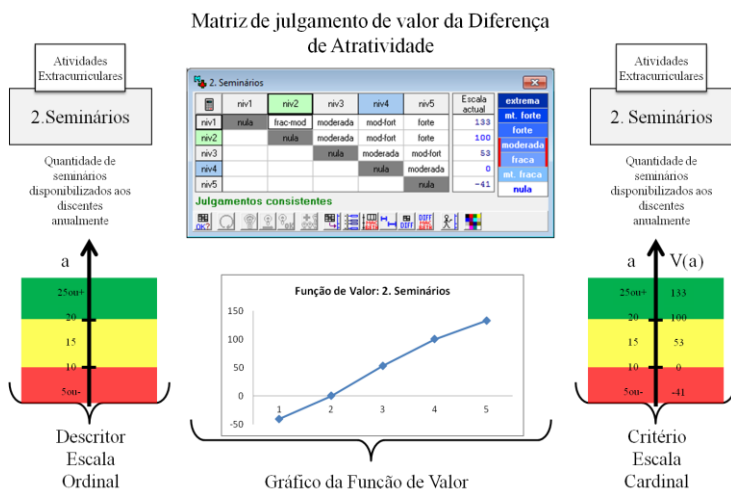 Matriz de julgamento de valor da Diferença
de Atratividade
Atividades
Extracurriculares
2.Seminários
Quantidade de
seminários
disponibilizados aos
discentes
anualmente
a
25ou+
20
15
10
5ou-
Descritor
Escala
Ordinal
2. Seminários
niv1 niv2 niv3 niv4 niv5 Escala actual
niv1 nula frac-mod moderada mod-fort forte 133
niv2 nula moderada mod-fort forte 100
niv3 nula moderada mod-fort 53
niv4 nula moderada 0
niv5 nula -41
extrema
mt. forte
forte
moderada
fraca
mt. fraca
nula
Julgamentos consistentes
OK?
DIFF
DIFF
Função de Valor: 2. Seminários
150
100
50
0
-50
1 2 3 4 5
Gráfico da Função de Valor
Atividades
Extracurriculares
2.Seminários
Quantidade de
seminários
disponibilizados aos
discentes
anualmente
a V(a)
25ou+ 133
20 100
15 53
10 0
5ou- -41
Critério
Escala
Cardinal